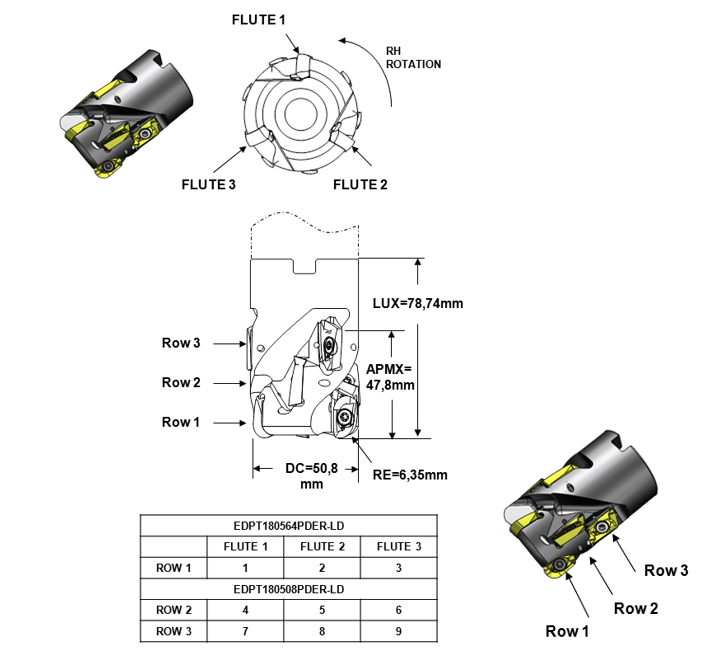 FLUTE 1
RH
ROTATION
FLUTE 3
FLUTE 2
LUX=78,74mm
Row 3
APMX=
47,8mm
Row 2
Row 1
DC=50,8
mm
RE=6,35mm
EDPT180564PDER-LD
FLUTE 1 FLUTE 2 FLUTE 3
ROW 1 1 2 3
EDPT180508PDER-LD
ROW 2 4 5 6
ROW 3 7 8 9
Row 3
Row 2
Row 1